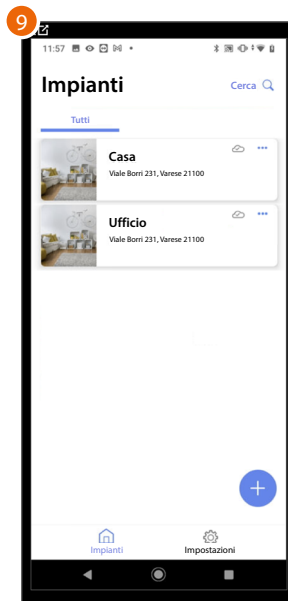 9
11:57
Impianti
Cerca
Tutti
Casa
Viale Borri 231, Varese 21100
Ufficio
Viale Borri 231, Varese 21100
Impianti
Impostazioni